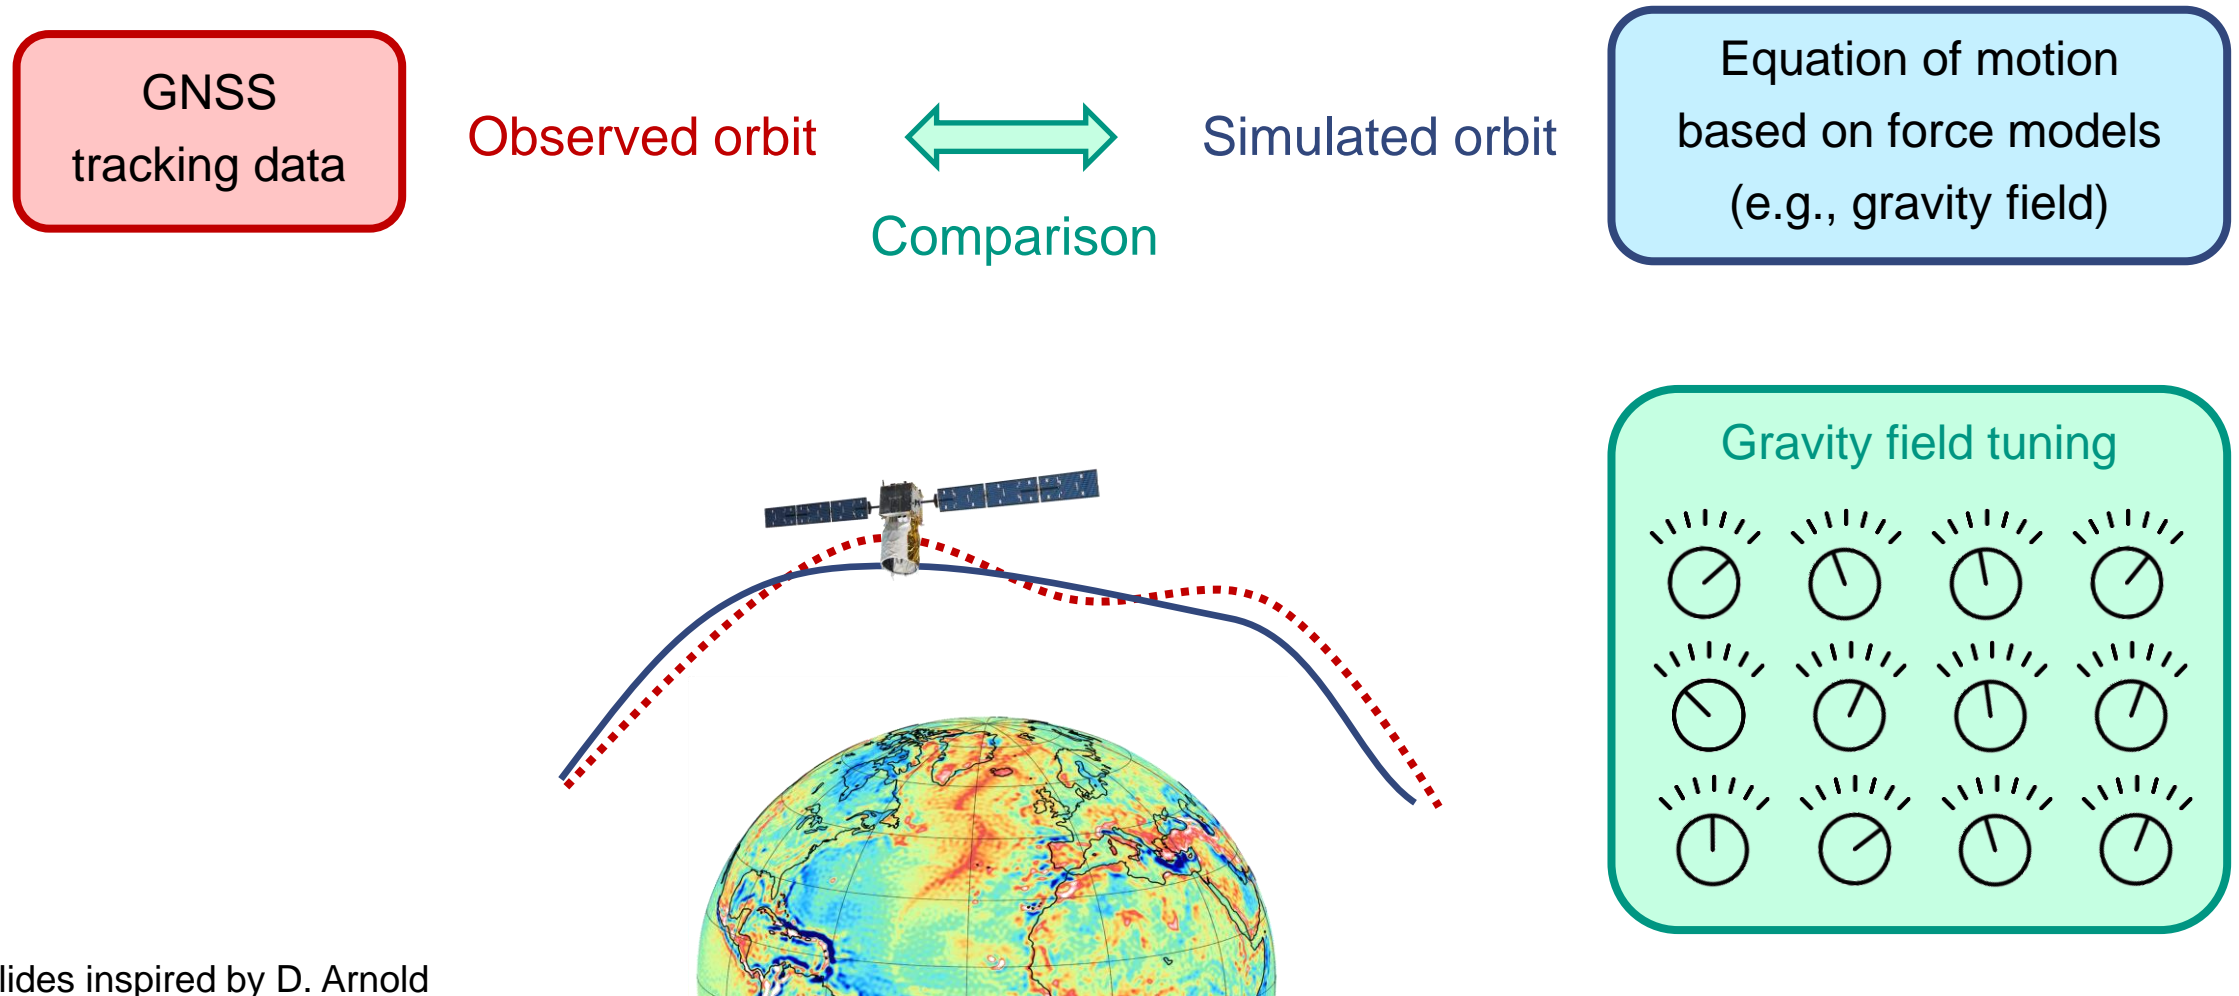 GNSS
tracking data
Observed orbit
Comparison
Simulated orbit
Equation of motion
based on force models
(e.g., gravity field)
Gravity field tuning
lides inspired by D. Arnold